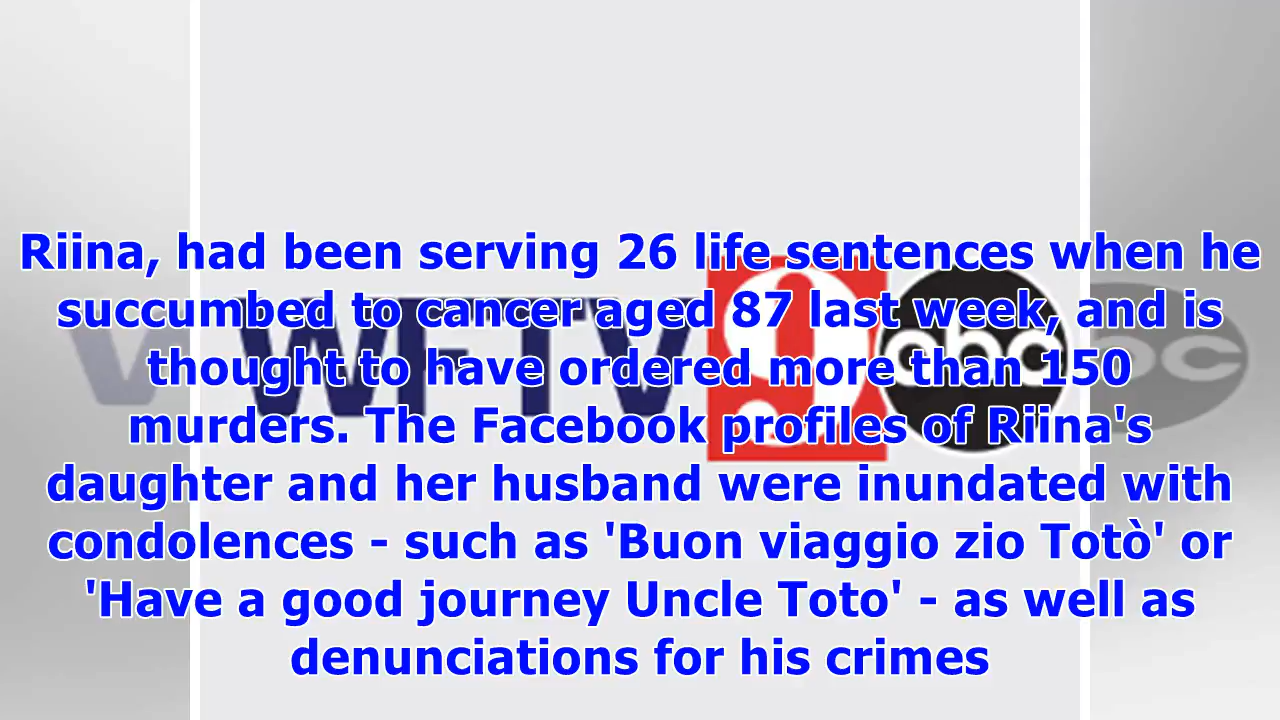 Riina, had been serving 26 life sentences when he
succumbed to cancer aged 87 last week, and is
thought to have ordered more than 150
murders. The Facebook profiles of Riina's
daughter and her husband were inundated with
condolences - such as 'Buon viaggio zio Totò' or
'Have a good journey Uncle Toto' - as well as
denunciations for his crimes
WFTV 9 abc